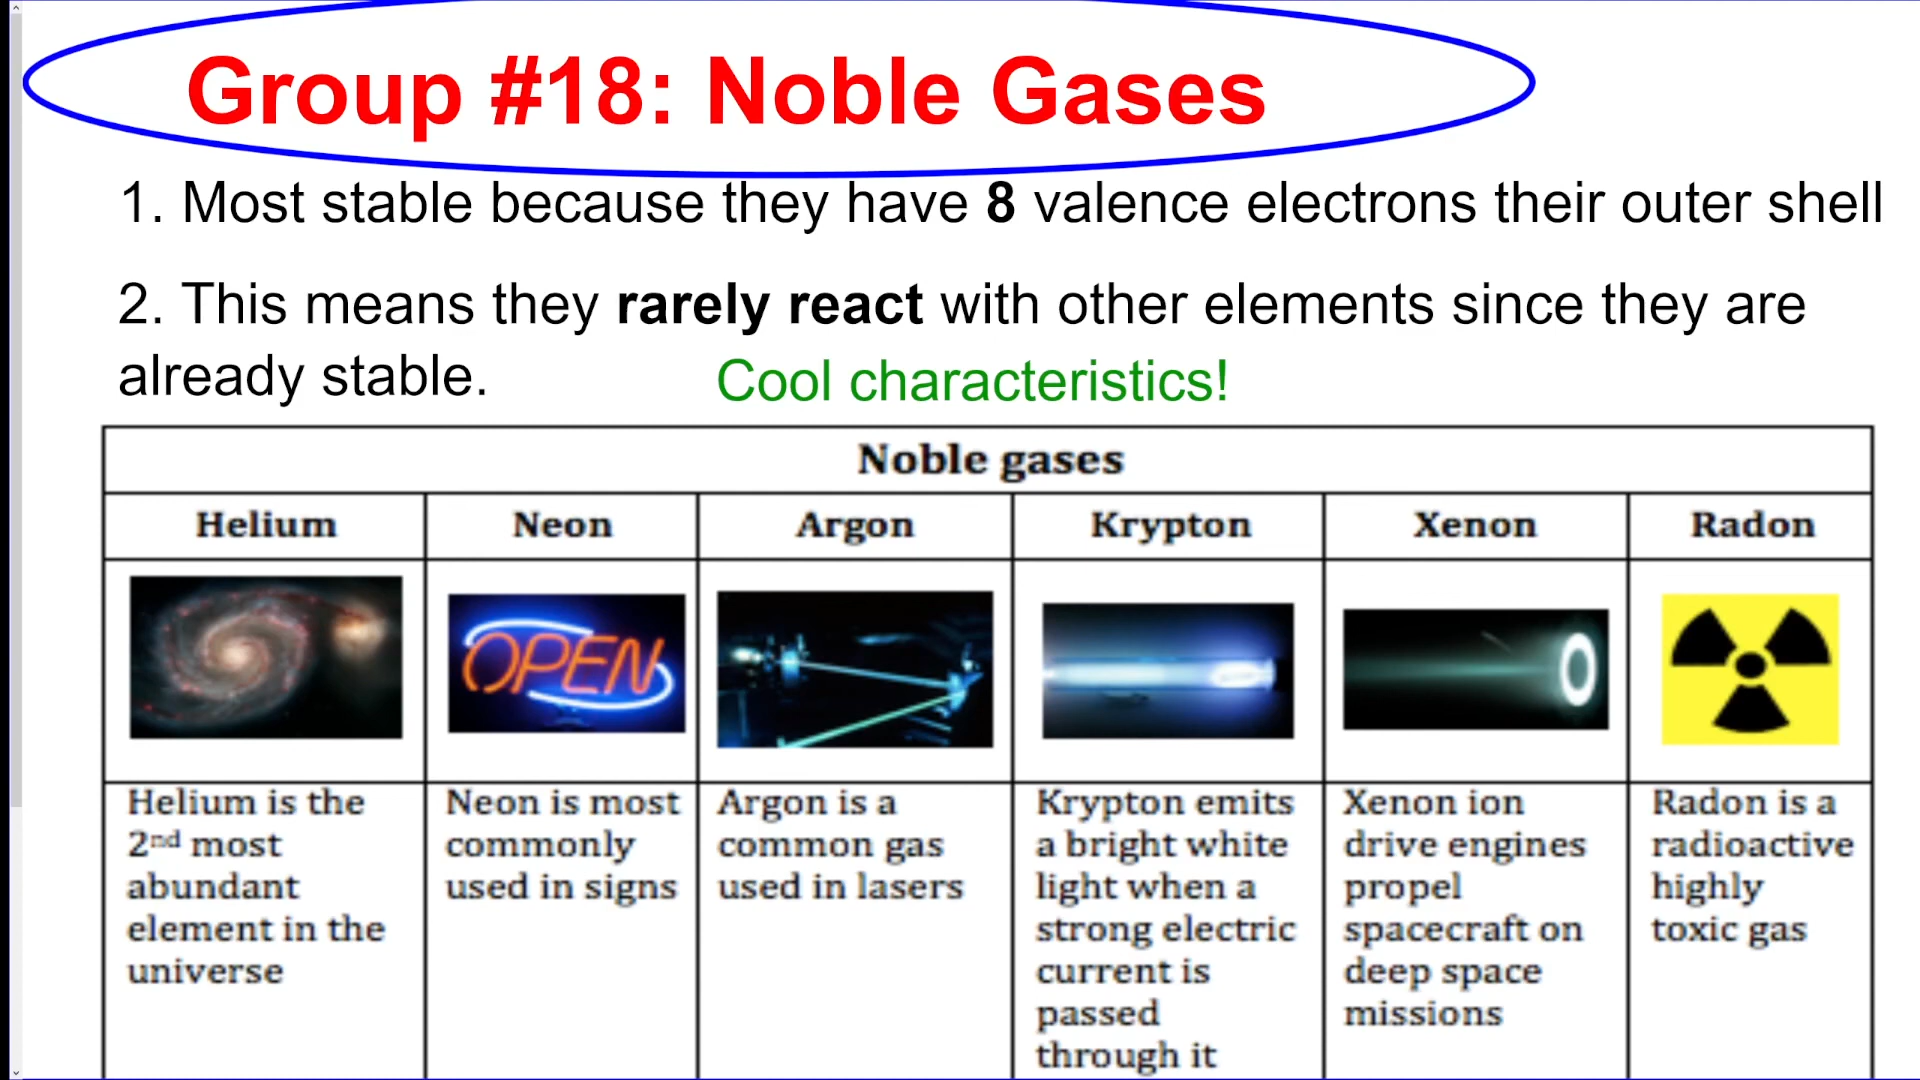 Group #18: Noble Gases
1. Most stable because they have 8 valence electrons their outer shell
2. This means they rarely react with other elements since they are
already stable.
Cool characteristics!
Noble gases
Helium
Neon
Argon
Krypton
Xenon
Radon
OPEN
Helium is the
2nd most
abundant
element in the
universe
Neon is most
commonly
used in signs
Argon is a
common gas
used in lasers
Krypton emits
a bright white
light when a
strong electric
current is
passed
through it
Xenon ion
drive engines
propel
spacecraft on
deep space
missions
Radon is a
radioactive
highly
toxic gas